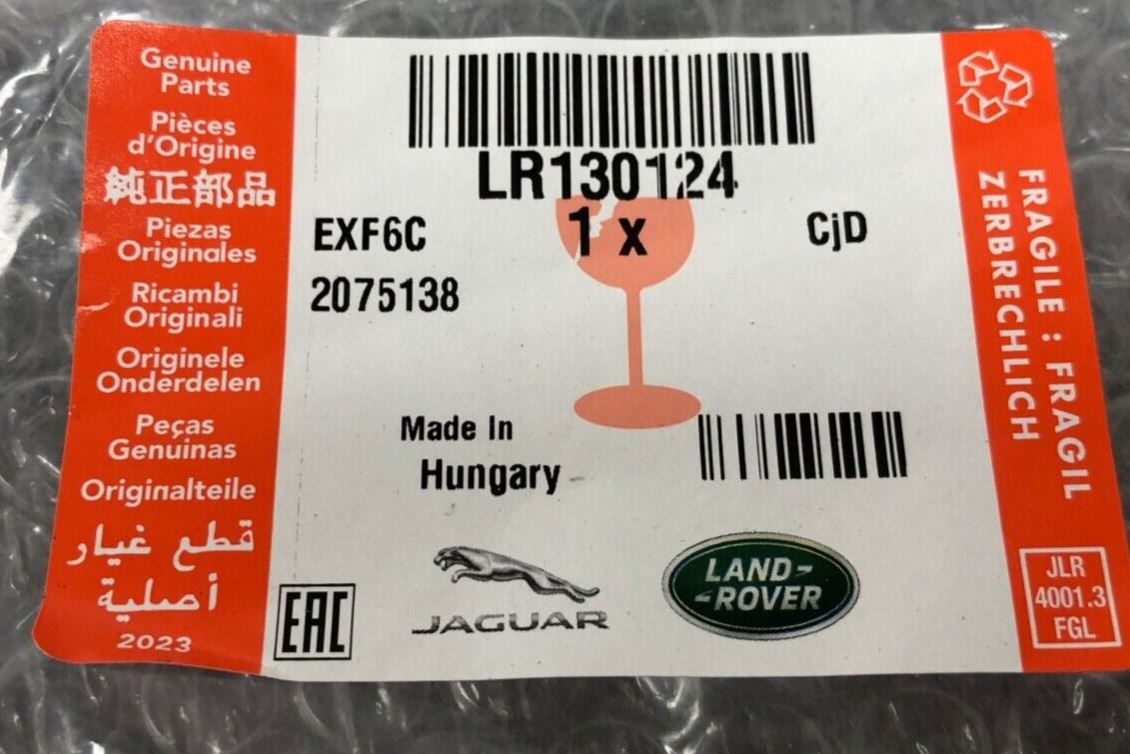 Genuine
Parts
Pièces
d'Origine
純正部品
Piezas
Originales
Ricambi
Originali
Originele
Onderdelen
Peças
Genuinas
Originalteile
قطع غيار
أصلية
2023
LR130124
EXF6C
1 x
CjD
2075138
Made In
Hungary
EAC
JAGUAR
LAND-
-ROVER
FRAGILE : FRAGIL
ZERBRECHLICH
JLR
4001.3
FGL